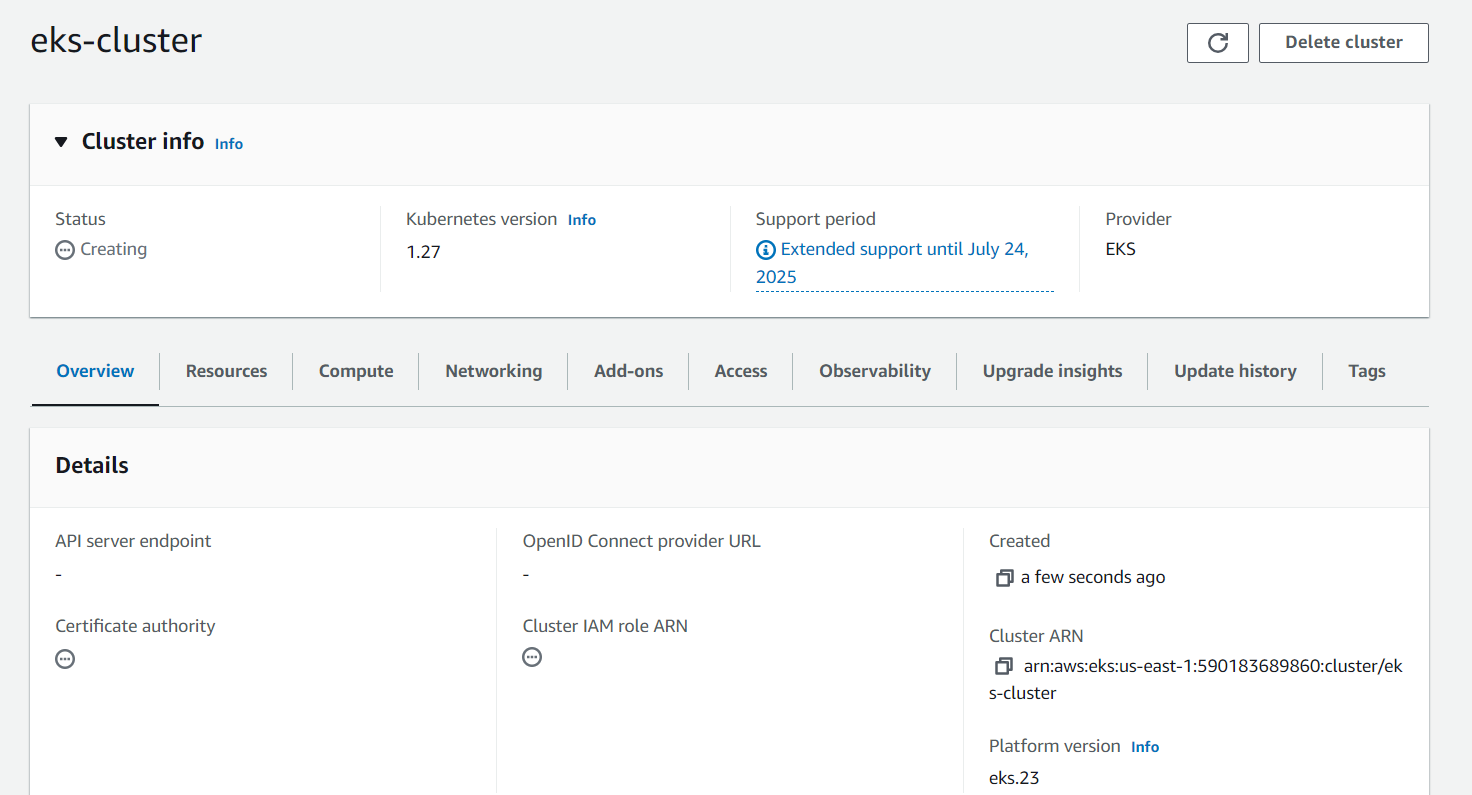 eks-cluster
Delete cluster
Cluster info Info
Status
Creating
Kubernetes version Info
1.27
Support period
Extended support until July 24,
2025
Provider
EKS
Overview
Resources
Compute
Networking
Add-ons
Access
Observability
Upgrade insights
Update history
Tags
Details
API server endpoint
-
Certificate authority
OpenID Connect provider URL
-
Cluster IAM role ARN
Created
a few seconds ago
Cluster ARN
arn:aws:eks:us-east-1:590183689860:cluster/ek
s-cluster
Platform version Info
eks.23